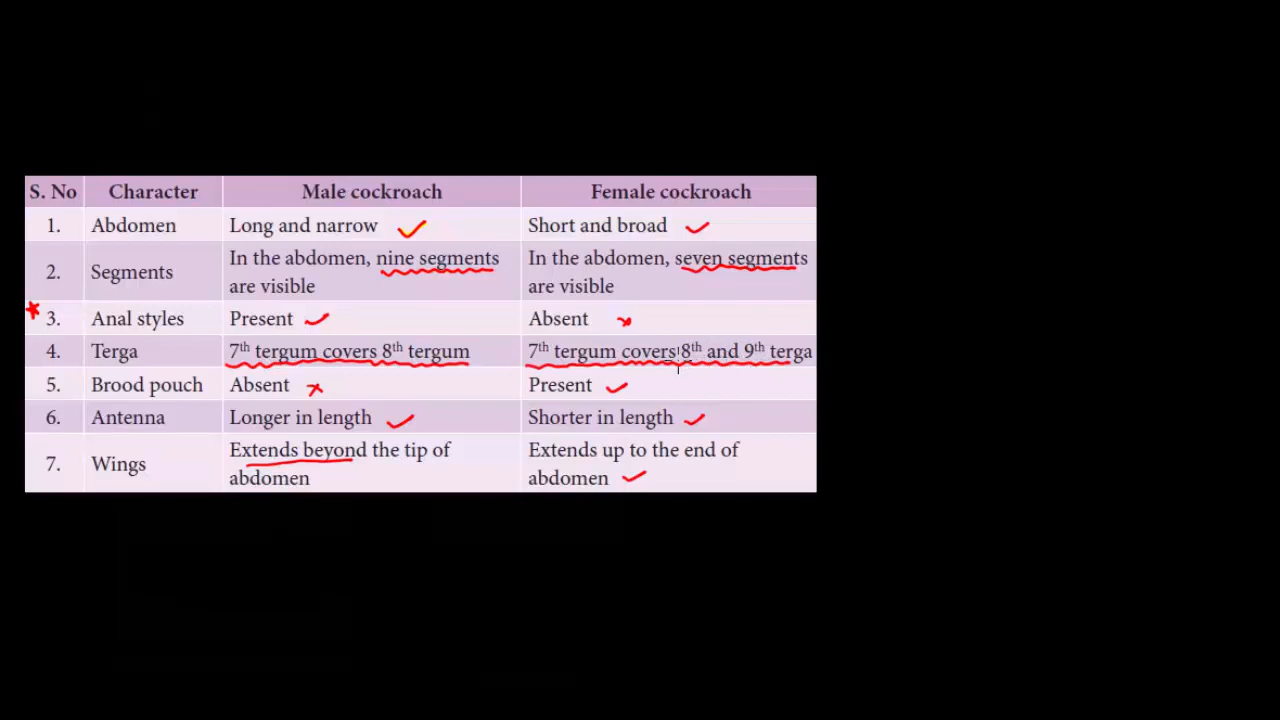 S. No Character Male cockroach Female cockroach
1. Abdomen Long and narrow Short and broad
2. Segments In the abdomen, nine segments are visible In the abdomen, seven segments are visible
3. Anal styles Present Absent
4. Terga 7th tergum covers 8th tergum 7th tergum covers 8th and 9th terga
5. Brood pouch Absent Present
6. Antenna Longer in length Shorter in length
7. Wings Extends beyond the tip of abdomen Extends up to the end of abdomen